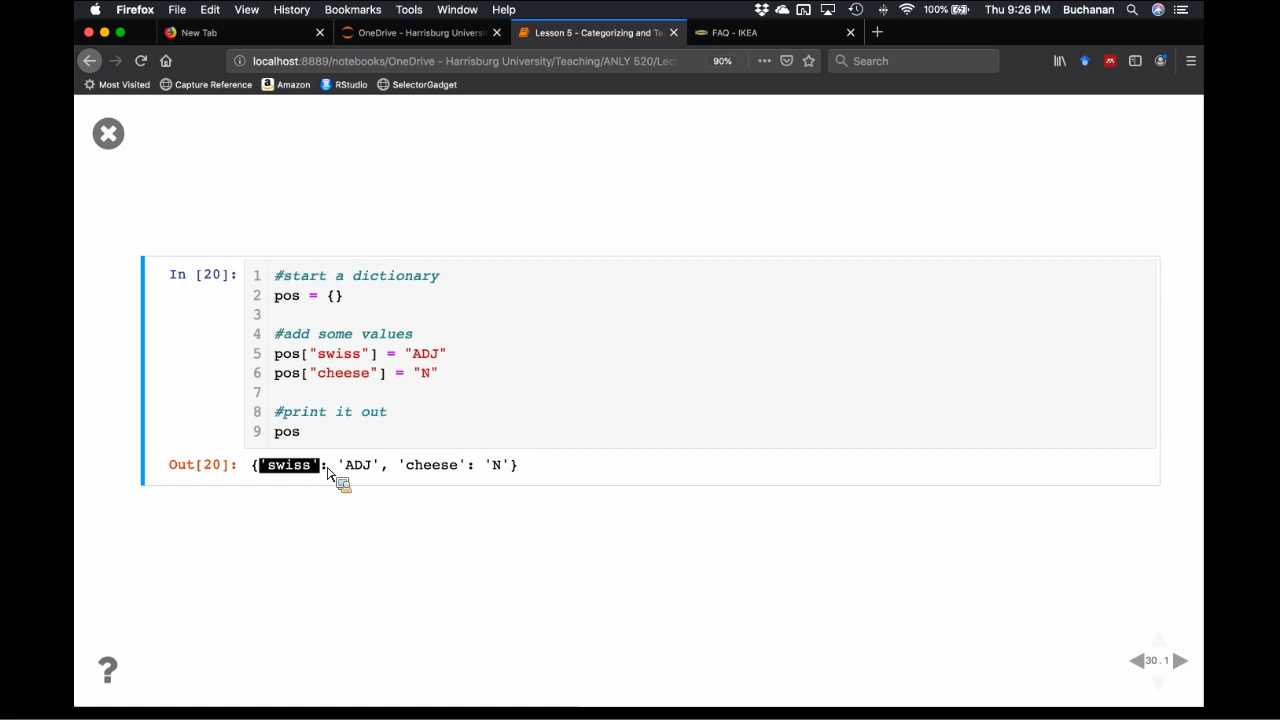 Firefox File Edit View History Bookmarks Tools Window Help 100% Thu 9:26 PM Buchanan
New Tab OneDrive - Harrisburg Universi Lesson 5 - Categorizing and Ta FAQ - IKEA
localhost:8889/notebooks/OneDrive - Harrisburg University/Teaching/ANLY 520/Lec 90% Search
Most Visited Capture Reference Amazon RStudio SelectorGadget
In [20]: 1 #start a dictionary
2 pos = {}
3
4 #add some values
5 pos["swiss"] = "ADJ"
6 pos["cheese"] = "N"
7
8 #print it out
9 pos
Out[20]: {'swiss': 'ADJ', 'cheese': 'N'}
30.1
?